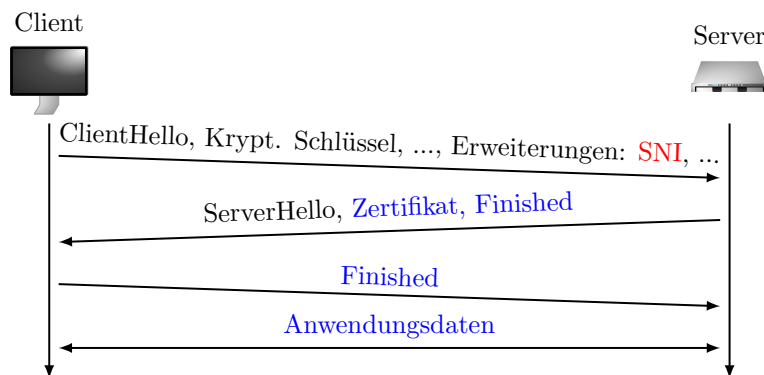 Client
Server
ClientHello, Krypt. Schlüssel, ..., Erweiterungen: SNI, ...
ServerHello, Zertifikat, Finished
Finished
Anwendungsdaten